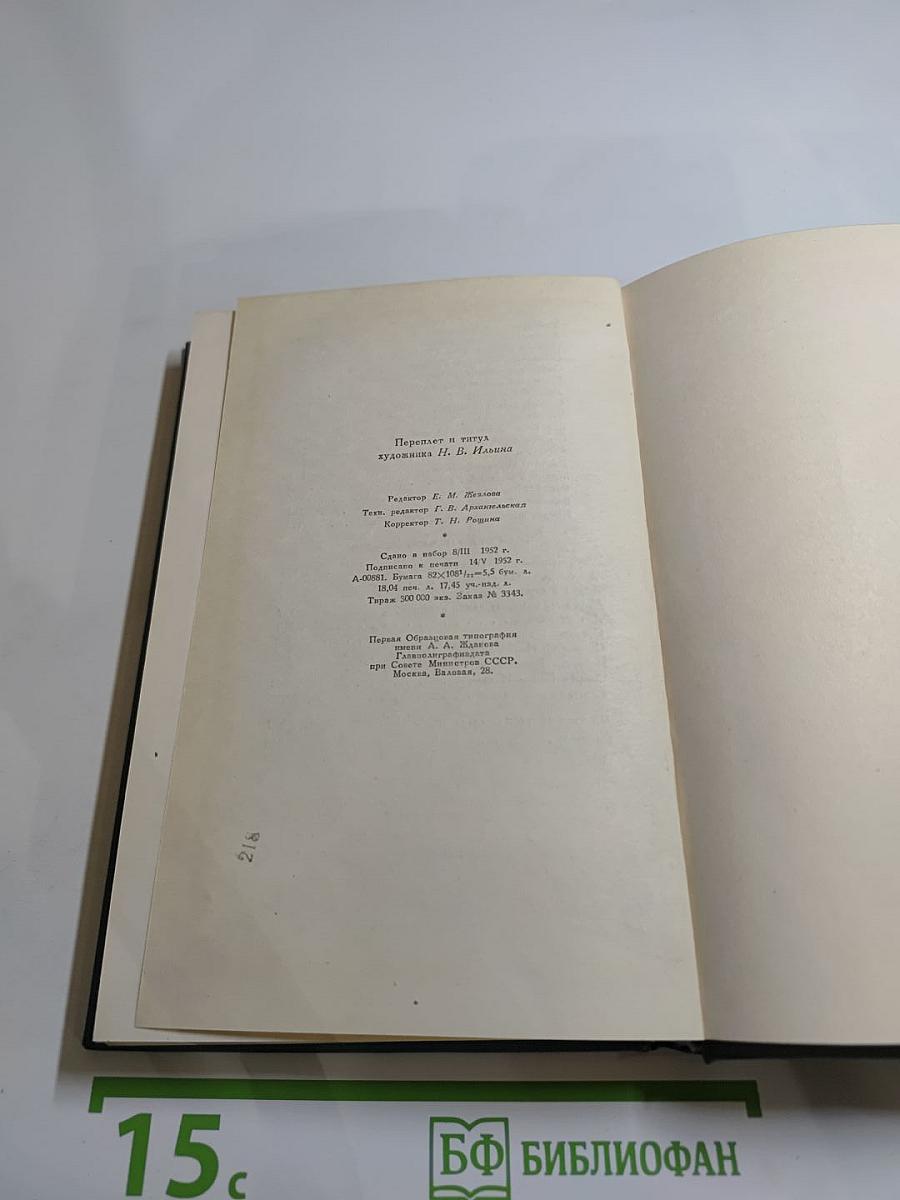 Переплет и титул
художника Н. В. Ильина
Редактор Е. М. Жезлова
Техн. редактор Г. В. Архангельская
Корректор Т. Н. Рощина
*
Сдано в набор 8/III 1952 г.
Подписано к печати 14/V 1952 г.
А-00881. Бумага 82×108¹/₃₂=5,5 бум. л.
18,04 печ. л. 17,45 уч.-изд. л.
Тираж 500 000 экз. Заказ № 3343.
*
Первая Образцовая типография
имени А. А. Жданова
Главполиграфиздата
при Совете Министров СССР.
Москва, Валовая, 28.
218
15 с
БФ БИБЛИОФАН